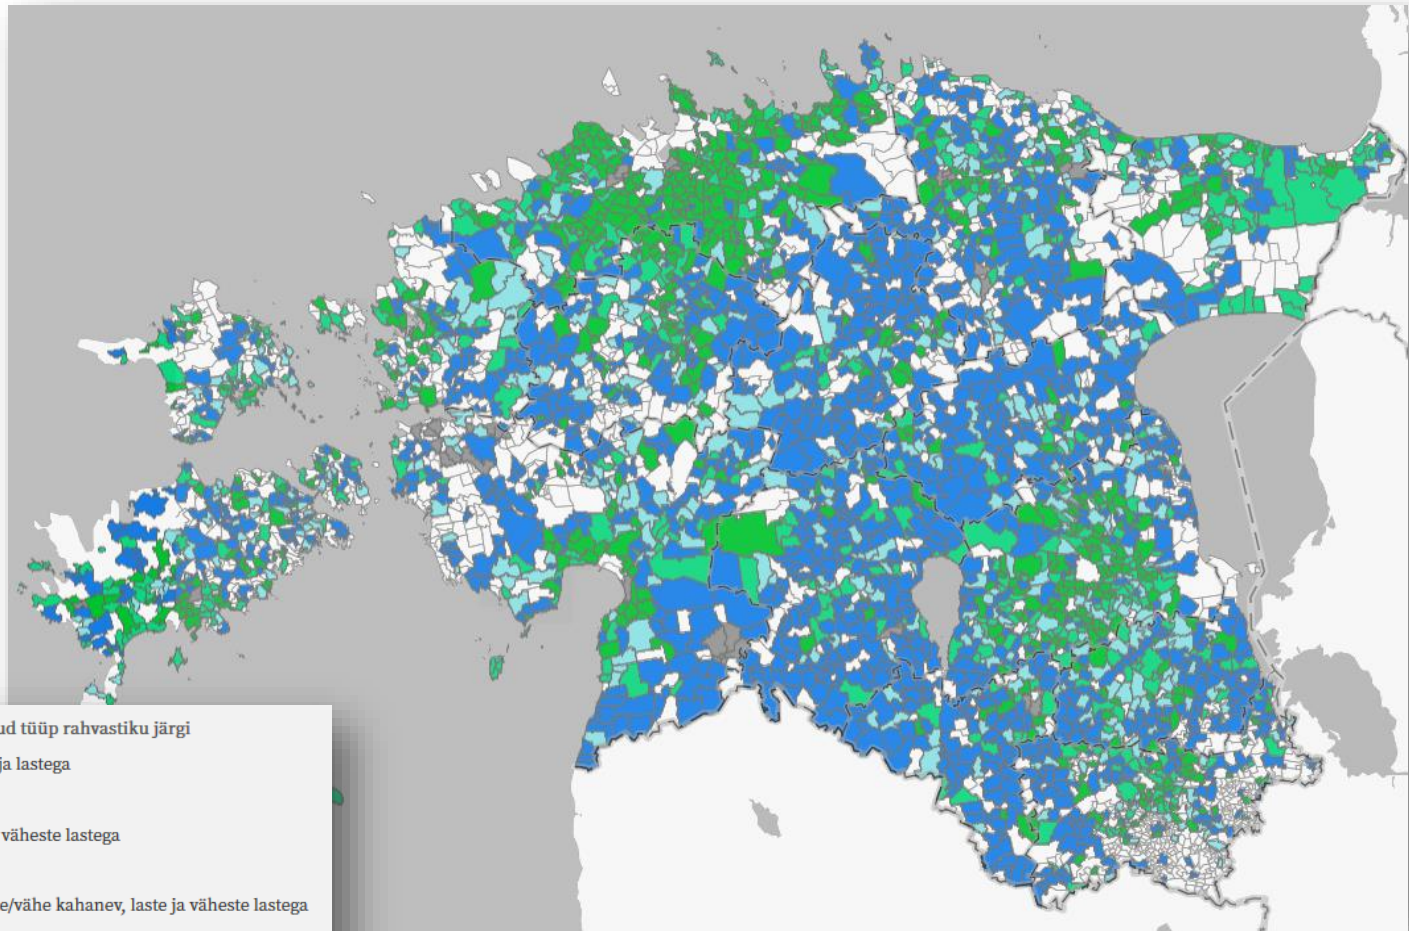 ud tüüp rahvastiku järgi
ja lastega
väheste lastega
e/vähe kahanev, laste ja väheste lastega